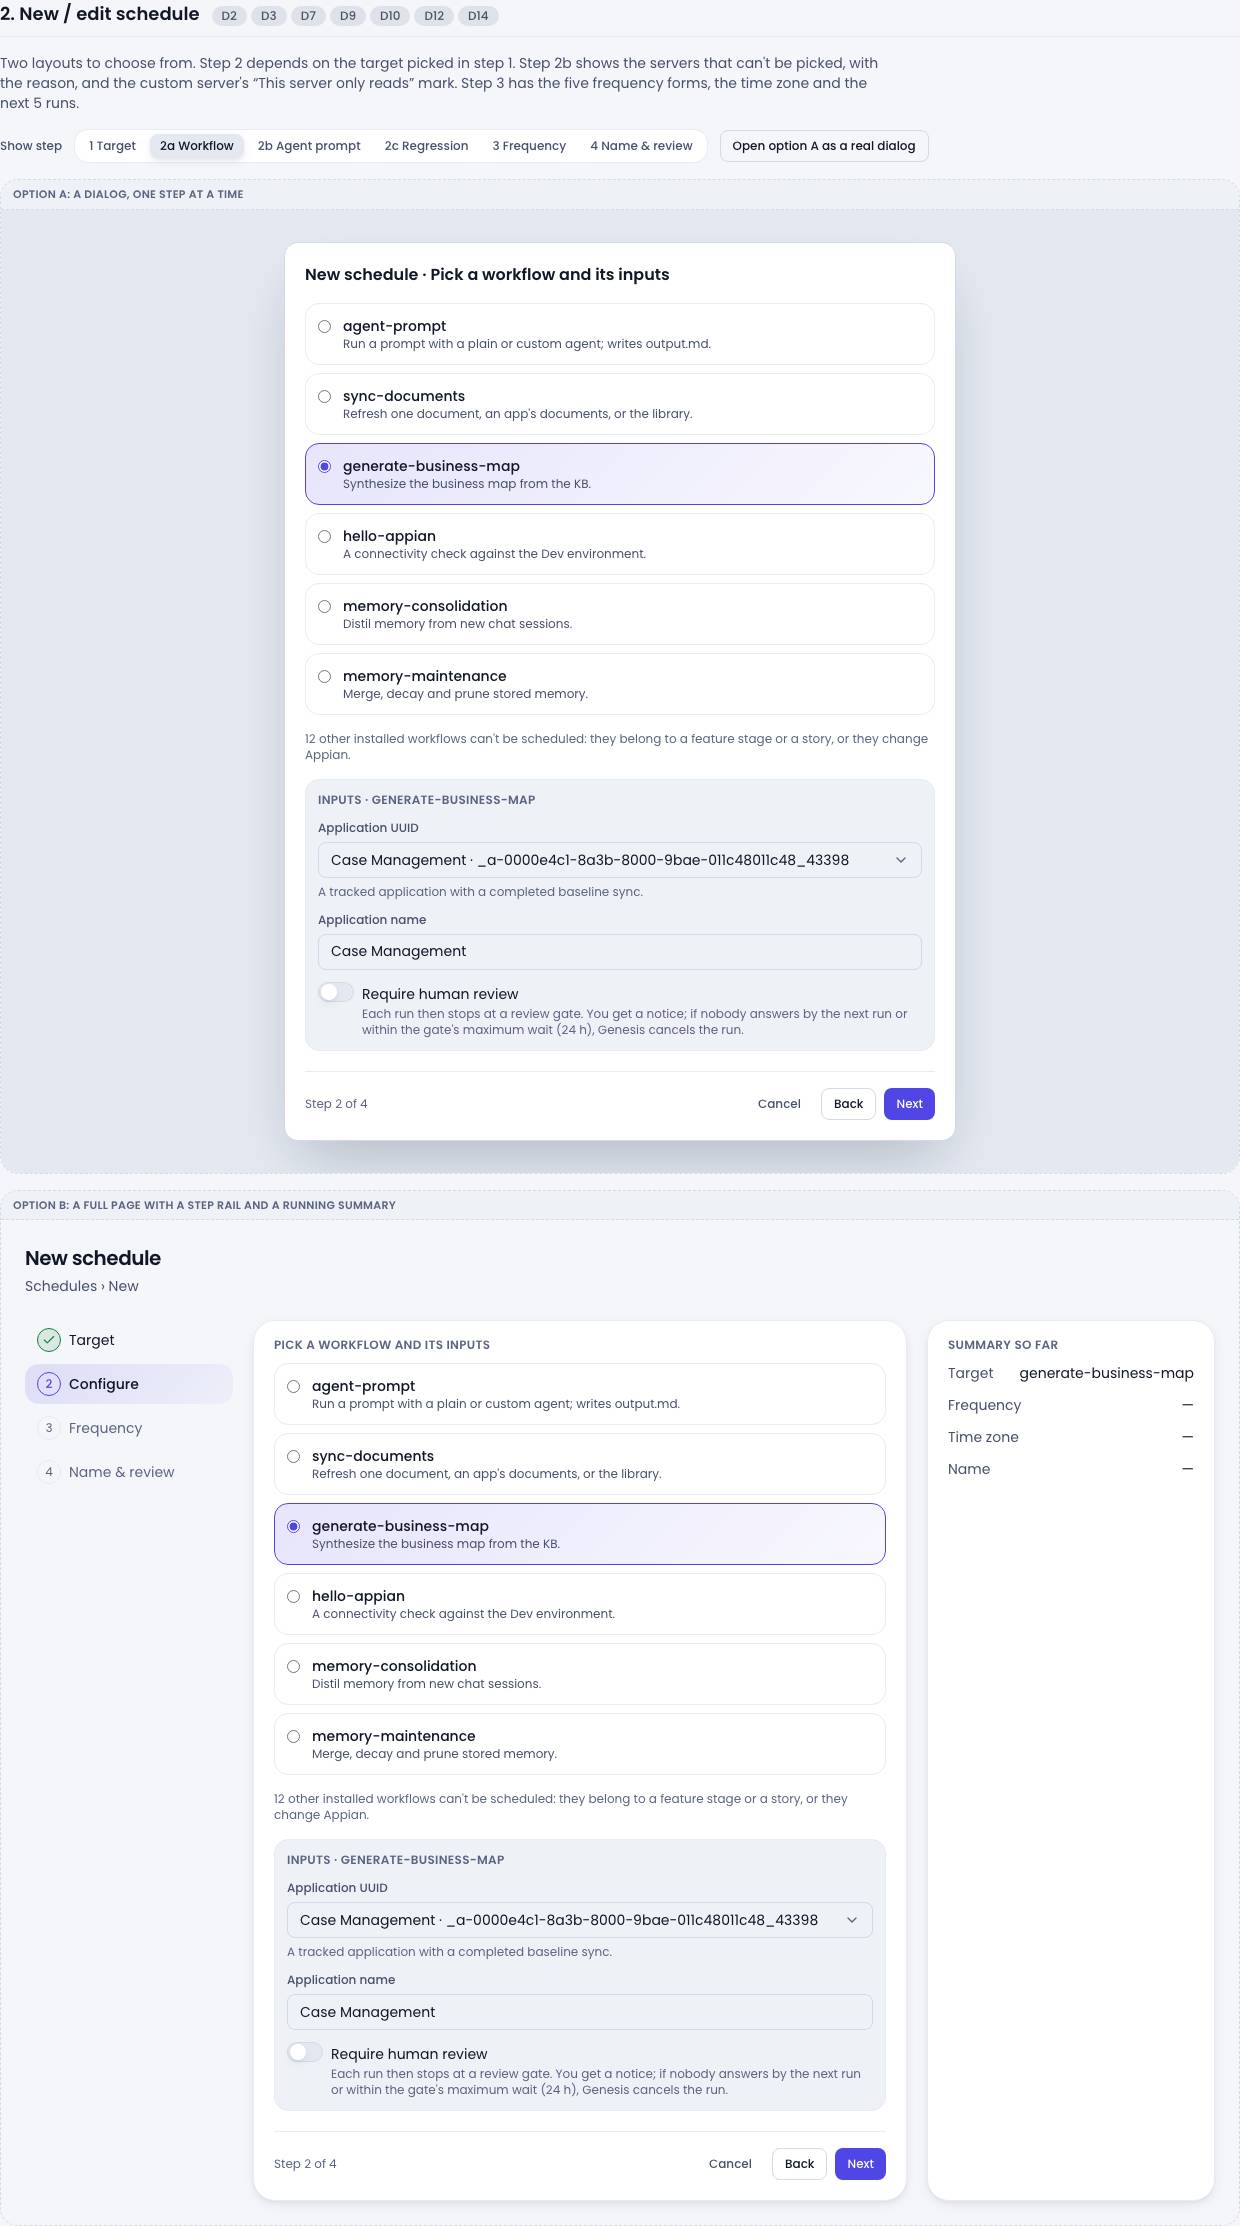 2. New / edit schedule D2 D3 D7 D9 D10 D12 D14
Two layouts to choose from. Step 2 depends on the target picked in step 1. Step 2b shows the servers that can't be picked, with
the reason, and the custom server's “This server only reads” mark. Step 3 has the five frequency forms, the time zone and the
next 5 runs.
Show step 1 Target 2a Workflow 2b Agent prompt 2c Regression 3 Frequency 4 Name & review Open option A as a real dialog
OPTION A: A DIALOG, ONE STEP AT A TIME
New schedule · Pick a workflow and its inputs
agent-prompt
Run a prompt with a plain or custom agent; writes output.md.
sync-documents
Refresh one document, an app's documents, or the library.
generate-business-map
Synthesize the business map from the KB.
hello-appian
A connectivity check against the Dev environment.
memory-consolidation
Distil memory from new chat sessions.
memory-maintenance
Merge, decay and prune stored memory.
12 other installed workflows can't be scheduled: they belong to a feature stage or a story, or they change
Appian.
INPUTS · GENERATE-BUSINESS-MAP
Application UUID
Case Management · _a-0000e4c1-8a3b-8000-9bae-011c48011c48_43398
A tracked application with a completed baseline sync.
Application name
Case Management
Require human review
Each run then stops at a review gate. You get a notice; if nobody answers by the next run or
within the gate's maximum wait (24 h), Genesis cancels the run.
Step 2 of 4 Cancel Back Next
OPTION B: A FULL PAGE WITH A STEP RAIL AND A RUNNING SUMMARY
New schedule
Schedules › New
Target
2 Configure
3 Frequency
4 Name & review
PICK A WORKFLOW AND ITS INPUTS
agent-prompt
Run a prompt with a plain or custom agent; writes output.md.
sync-documents
Refresh one document, an app's documents, or the library.
generate-business-map
Synthesize the business map from the KB.
hello-appian
A connectivity check against the Dev environment.
memory-consolidation
Distil memory from new chat sessions.
memory-maintenance
Merge, decay and prune stored memory.
12 other installed workflows can't be scheduled: they belong to a feature stage or a story, or they
change Appian.
INPUTS · GENERATE-BUSINESS-MAP
Application UUID
Case Management · _a-0000e4c1-8a3b-8000-9bae-011c48011c48_43398
A tracked application with a completed baseline sync.
Application name
Case Management
Require human review
Each run then stops at a review gate. You get a notice; if nobody answers by the next run
or within the gate's maximum wait (24 h), Genesis cancels the run.
Step 2 of 4 Cancel Back Next
SUMMARY SO FAR
Target generate-business-map
Frequency —
Time zone —
Name —